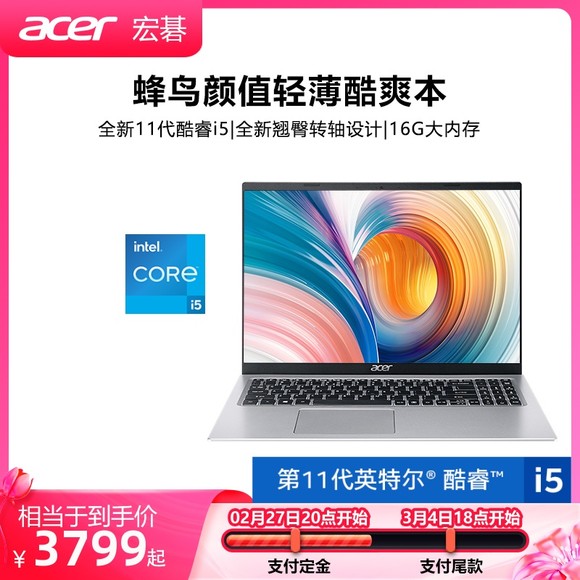 acer 宏碁
蜂鸟颜值轻薄酷爽本
全新11代酷睿i5|全新翘臀转轴设计|16G大内存
intel.
CORE™
i5
acer
第11代英特尔® 酷睿™ i5
相当于到手价
¥3799起
02月27日20点开始
3月4日18点开始
支付定金
支付尾款